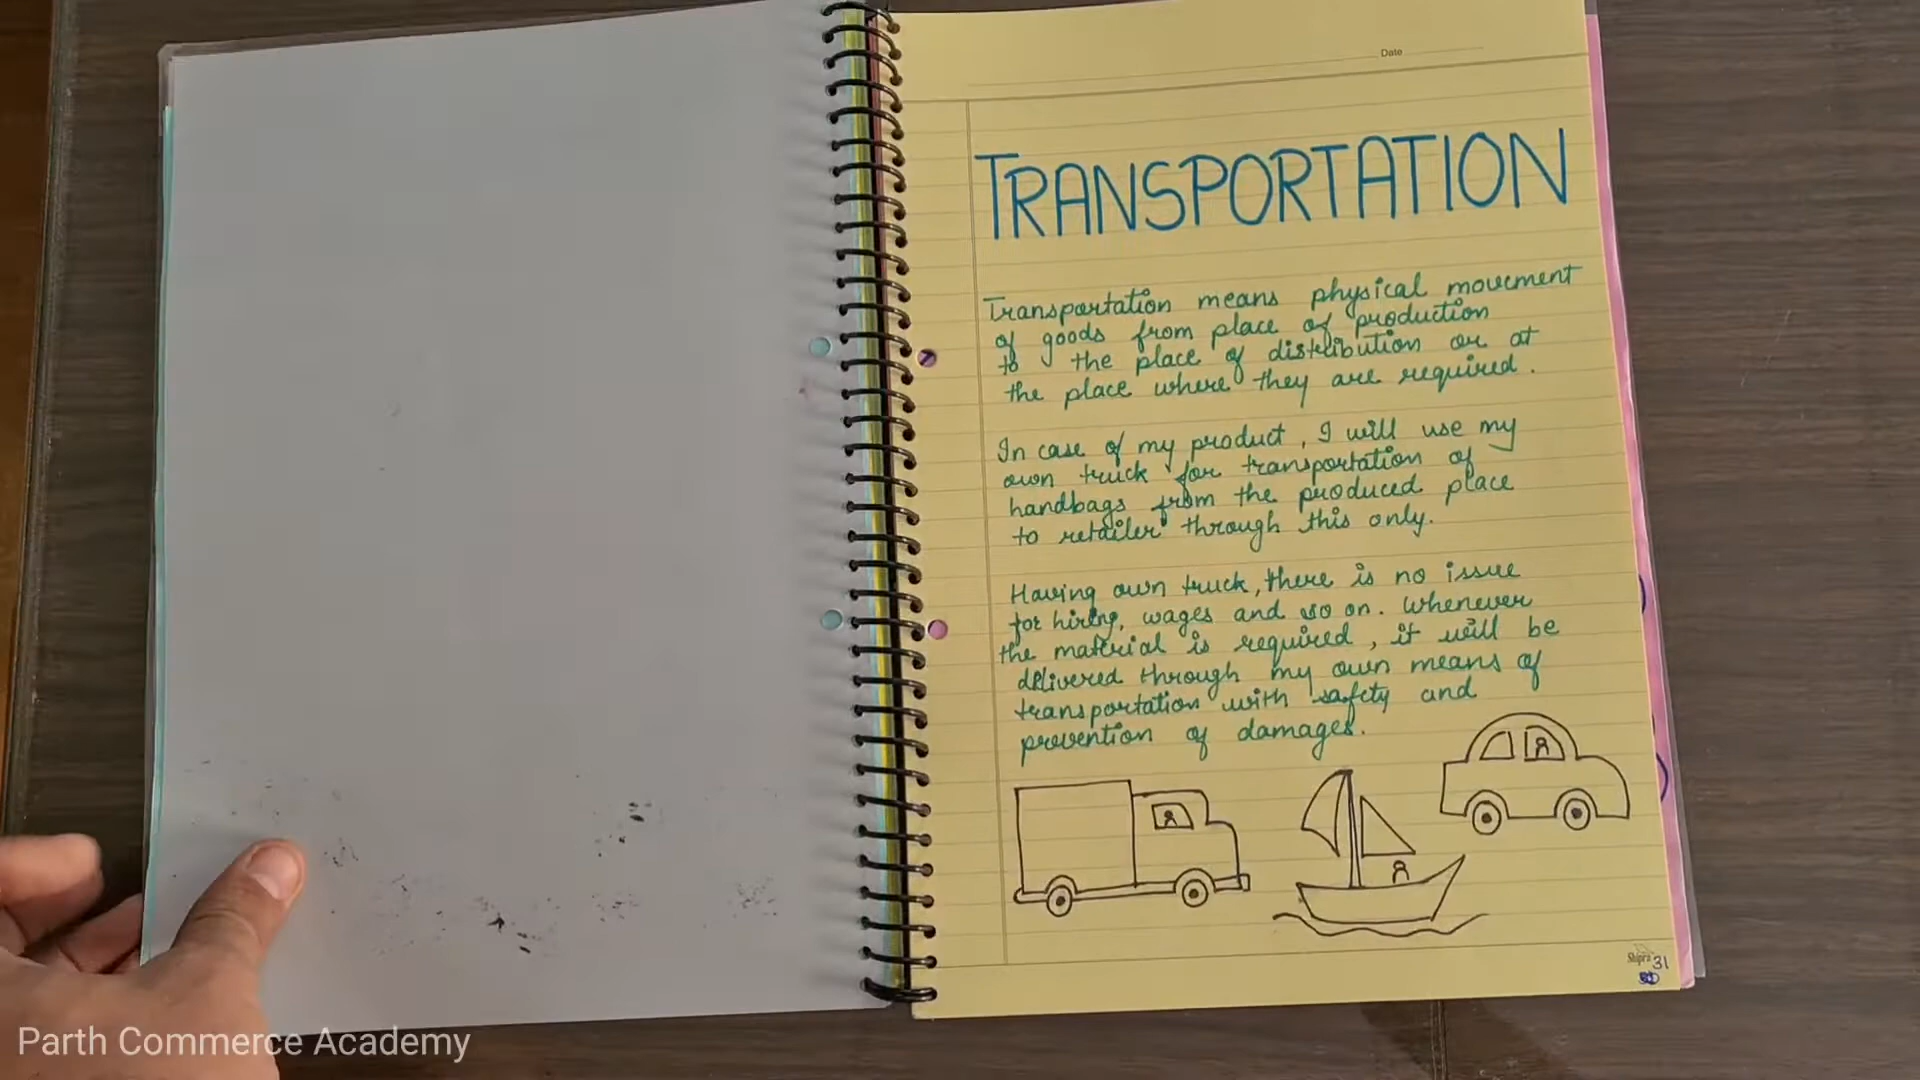 Date
TRANSPORTATION
Transportation means physical movement
of goods from place of production
to the place of distribution or at
the place where they are required.
In case of my product, I will use my
own truck for transportation of
handbags from the produced place
to retailer through this only.
Having own truck, there is no issue
for hiring, wages and so on. Whenever
the material is required, it will be
delivered through my own means of
transportation with safety and
prevention of damages.
Shipra 31
Parth Commerce Academy